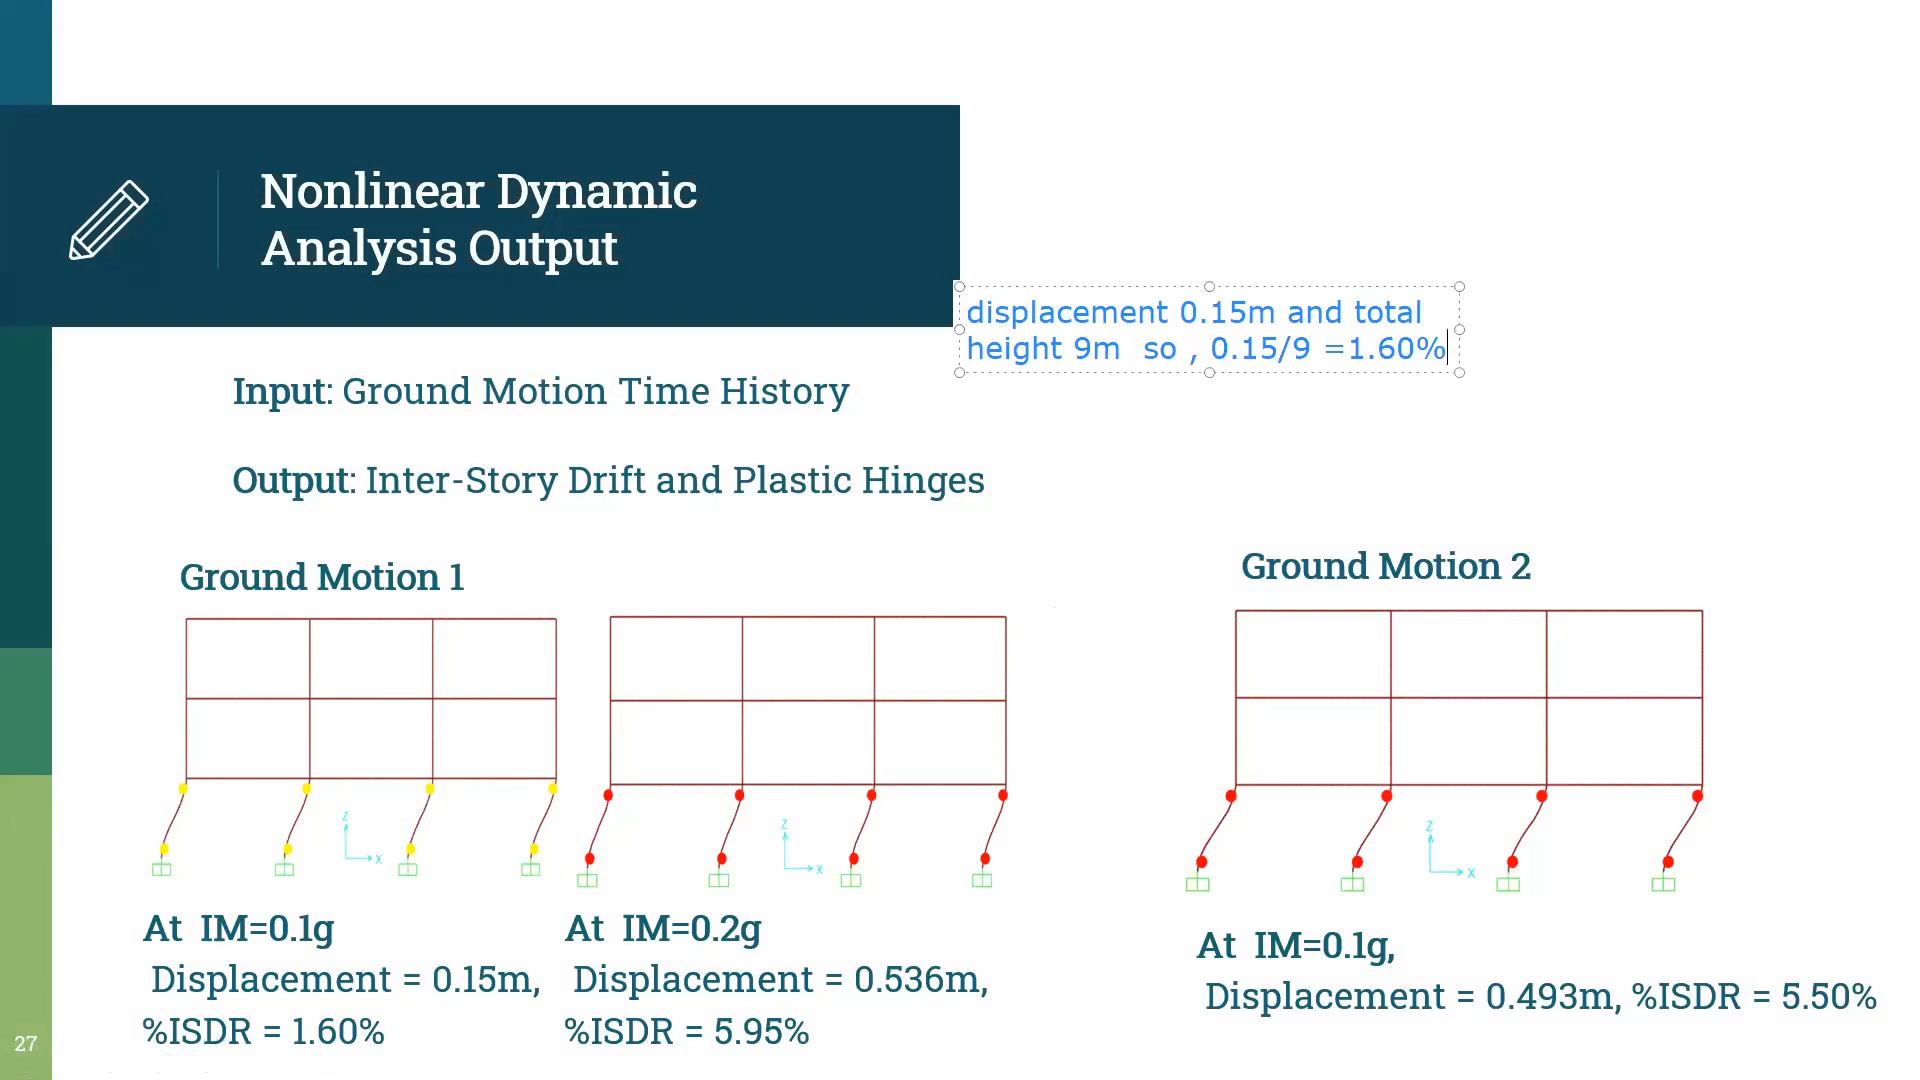 Nonlinear Dynamic
Analysis Output
displacement 0.15m and total
height 9m  so , 0.15/9 =1.60%
Input: Ground Motion Time History
Output: Inter-Story Drift and Plastic Hinges
Ground Motion 1
Ground Motion 2
Z
X
Z
X
Z
X
At  IM=0.1g
Displacement = 0.15m,
%ISDR = 1.60%
At  IM=0.2g
Displacement = 0.536m,
%ISDR = 5.95%
At  IM=0.1g,
Displacement = 0.493m, %ISDR = 5.50%
27